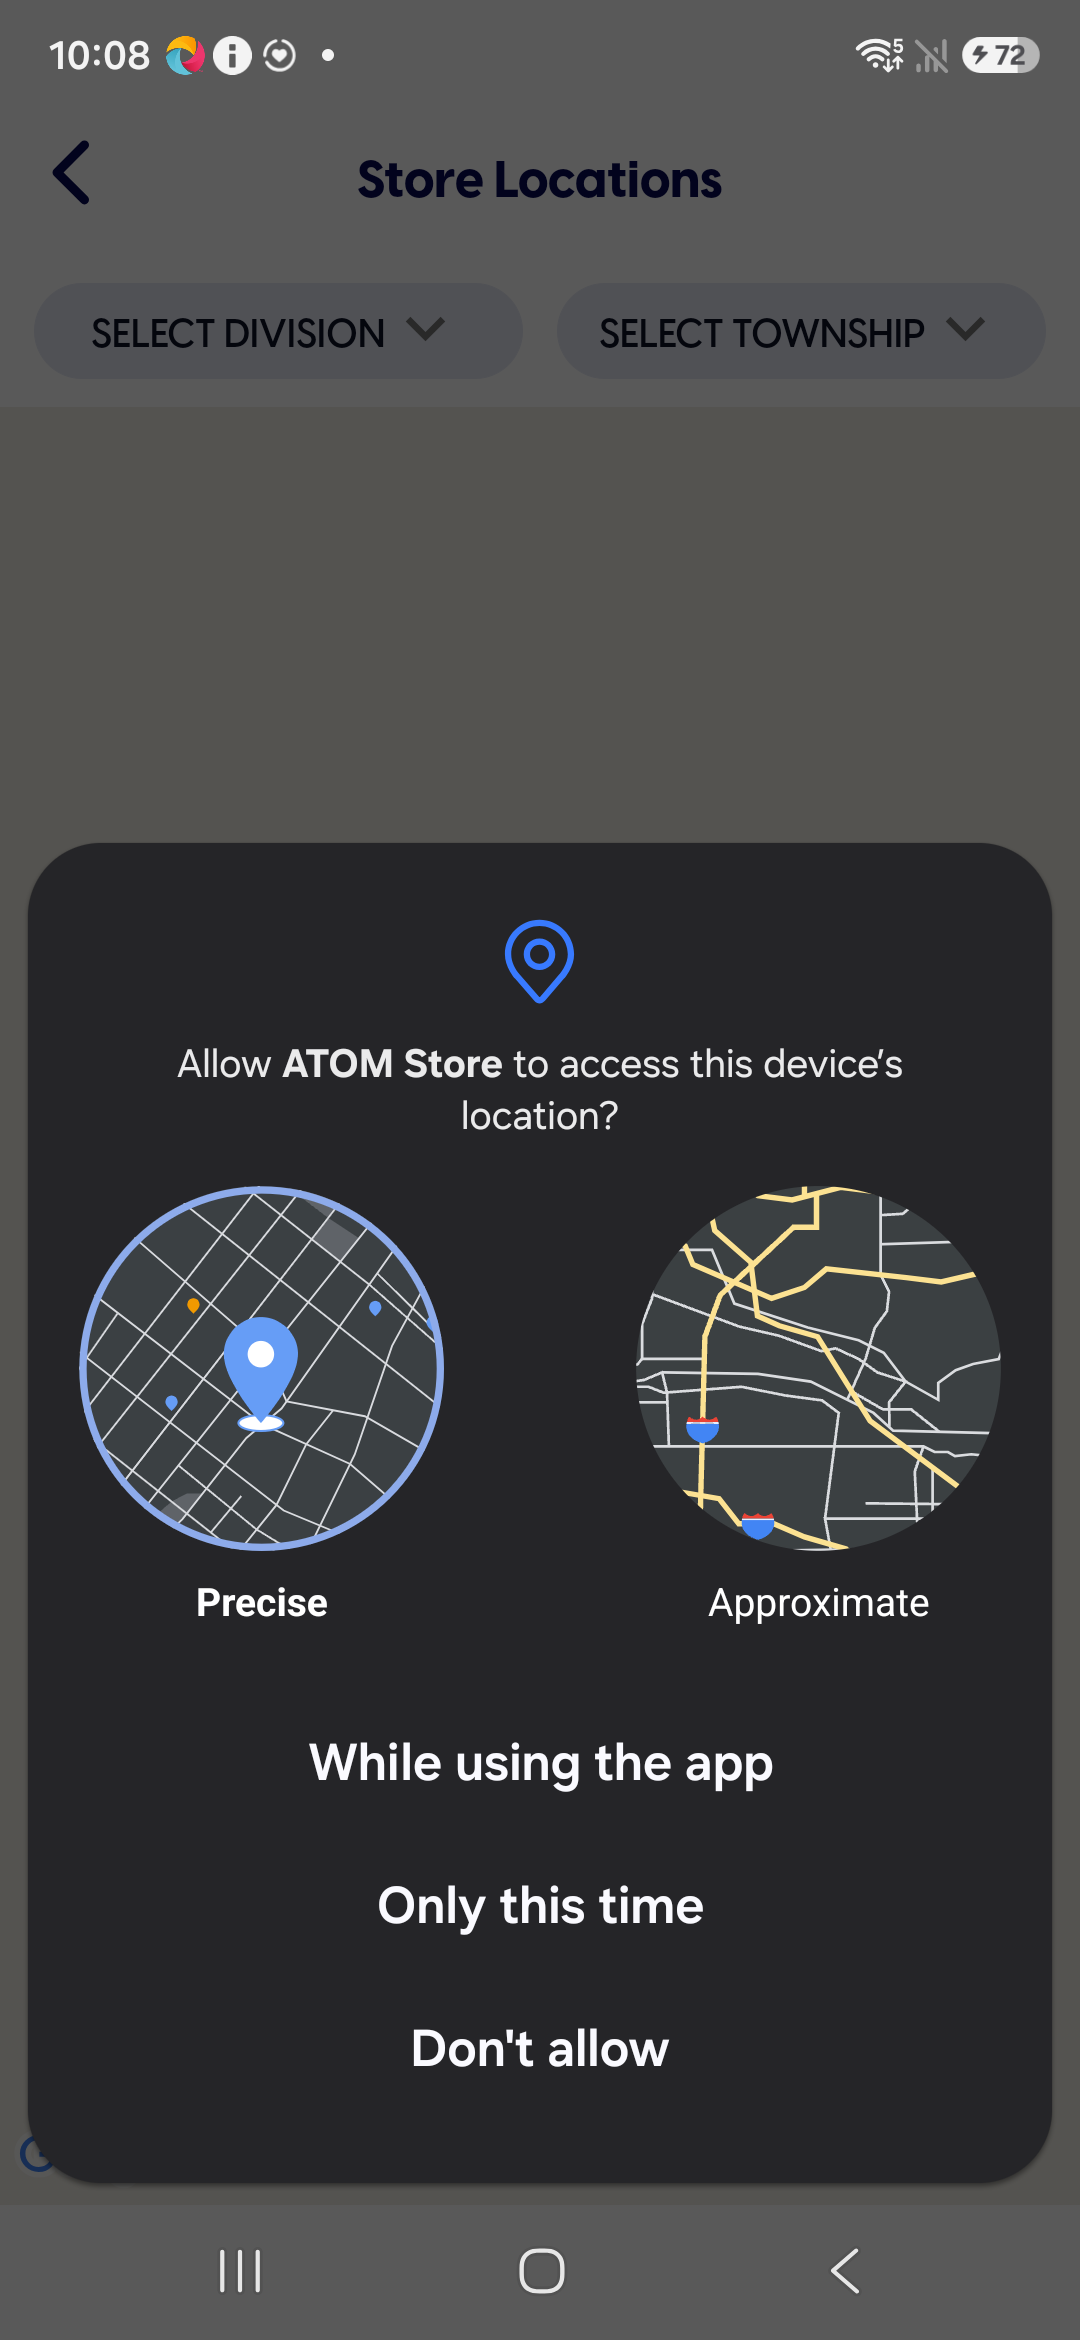 10:08
5
72
Store Locations
SELECT DIVISION
SELECT TOWNSHIP
Allow ATOM Store to access this device’s
location?
Precise
Approximate
While using the app
Only this time
Don't allow